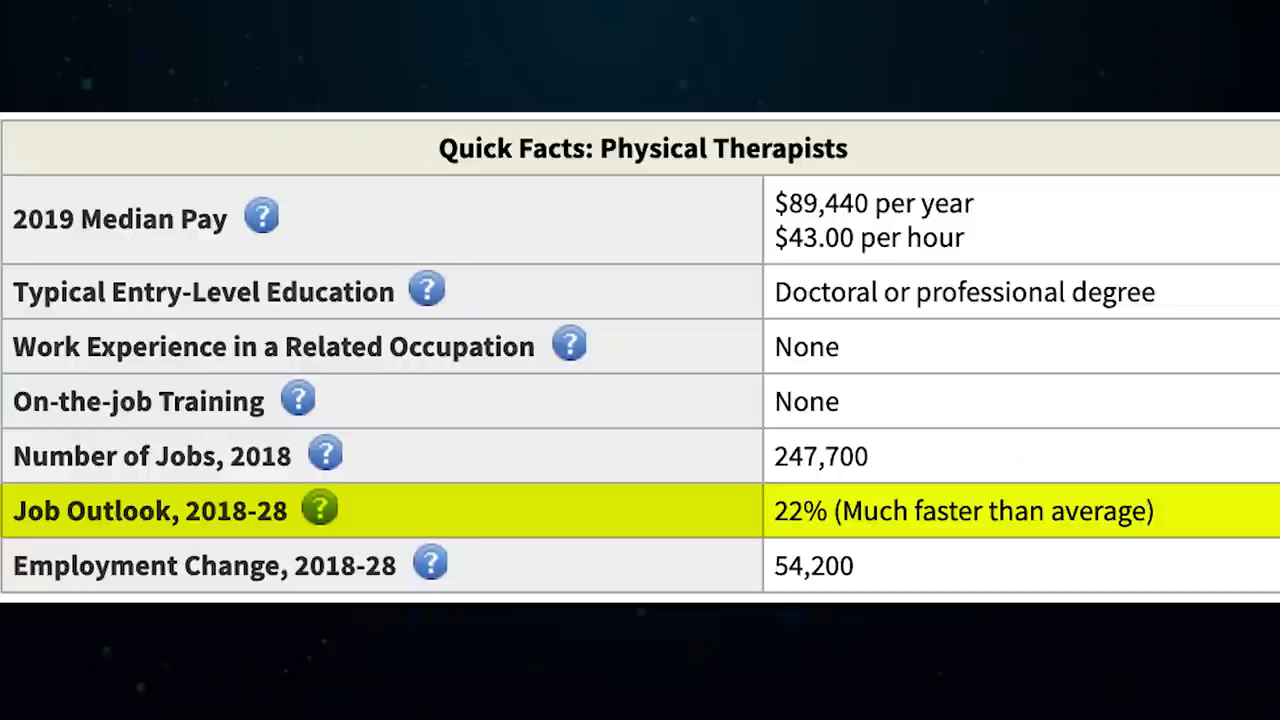 Quick Facts: Physical Therapists
2019 Median Pay ?
$89,440 per year
$43.00 per hour
Typical Entry-Level Education ?
Doctoral or professional degree
Work Experience in a Related Occupation ?
None
On-the-job Training ?
None
Number of Jobs, 2018 ?
247,700
Job Outlook, 2018-28 ?
22% (Much faster than average)
Employment Change, 2018-28 ?
54,200